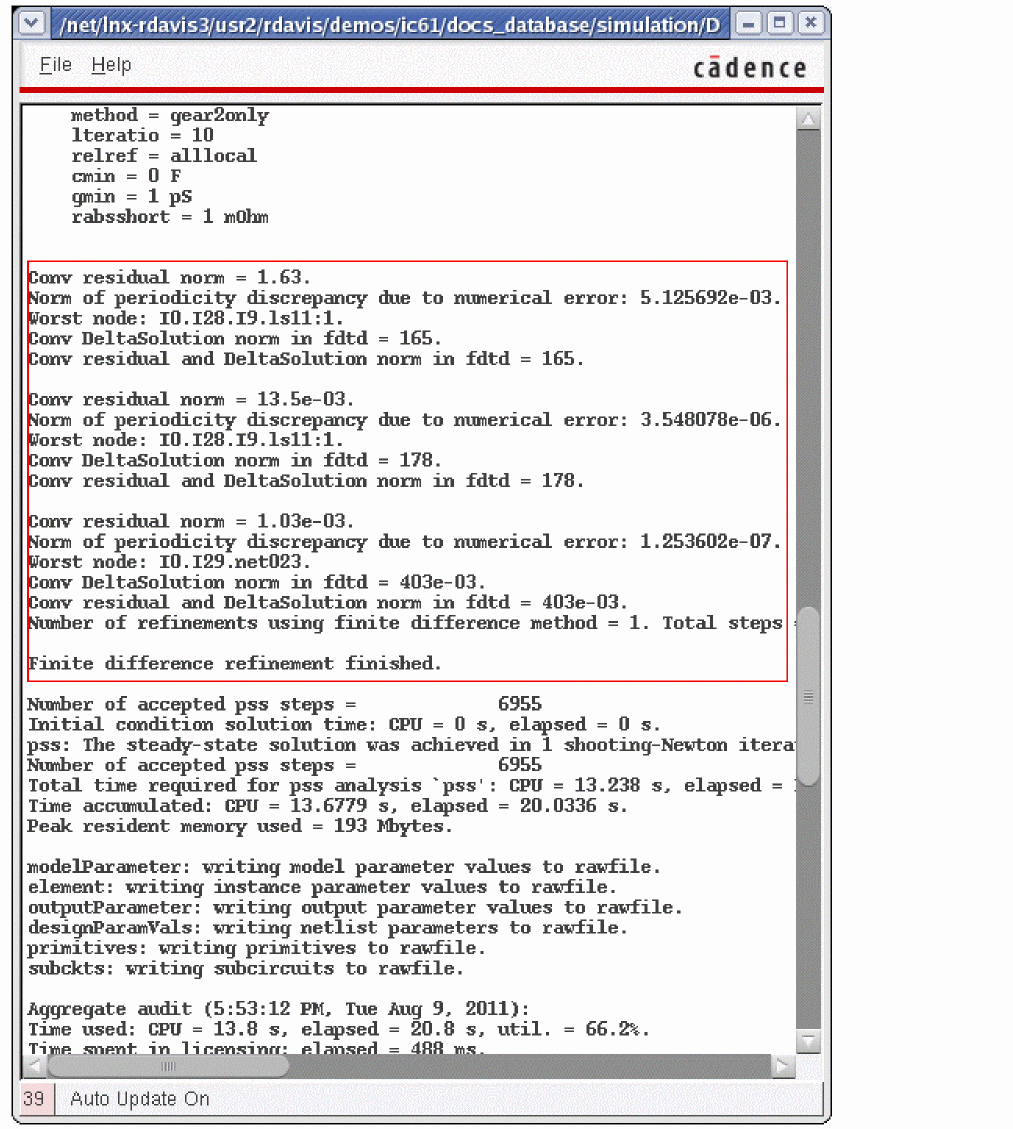 /net/lnx-rdavis3/usr2/rdavis/demos/ic61/docs_database/simulation/D
File Help
cādence
method = gear2only
lteratio = 10
relref = alllocal
cmin = 0 F
gmin = 1 pS
rabsshort = 1 mOhm
Conv residual norm = 1.63.
Norm of periodicity discrepancy due to numerical error: 5.125692e-03.
Worst node: I0.I28.I9.ls11:1.
Conv DeltaSolution norm in fdtd = 165.
Conv residual and DeltaSolution norm in fdtd = 165.
Conv residual norm = 13.5e-03.
Norm of periodicity discrepancy due to numerical error: 3.548078e-06.
Worst node: I0.I28.I9.ls11:1.
Conv DeltaSolution norm in fdtd = 178.
Conv residual and DeltaSolution norm in fdtd = 178.
Conv residual norm = 1.03e-03.
Norm of periodicity discrepancy due to numerical error: 1.253602e-07.
Worst node: I0.I29.net023.
Conv DeltaSolution norm in fdtd = 403e-03.
Conv residual and DeltaSolution norm in fdtd = 403e-03.
Number of refinements using finite difference method = 1. Total steps =
Finite difference refinement finished.
Number of accepted pss steps = 6955
Initial condition solution time: CPU = 0 s, elapsed = 0 s.
pss: The steady-state solution was achieved in 1 shooting-Newton itera
Number of accepted pss steps = 6955
Total time required for pss analysis `pss': CPU = 13.238 s, elapsed =
Time accumulated: CPU = 13.6779 s, elapsed = 20.0336 s.
Peak resident memory used = 193 Mbytes.
modelParameter: writing model parameter values to rawfile.
element: writing instance parameter values to rawfile.
outputParameter: writing output parameter values to rawfile.
designParamVals: writing netlist parameters to rawfile.
primitives: writing primitives to rawfile.
subckts: writing subcircuits to rawfile.
Aggregate audit (5:53:12 PM, Tue Aug 9, 2011):
Time used: CPU = 13.8 s, elapsed = 20.8 s, util. = 66.2%.
Time spent in licensing: elapsed = 488 ms.
39 Auto Update On